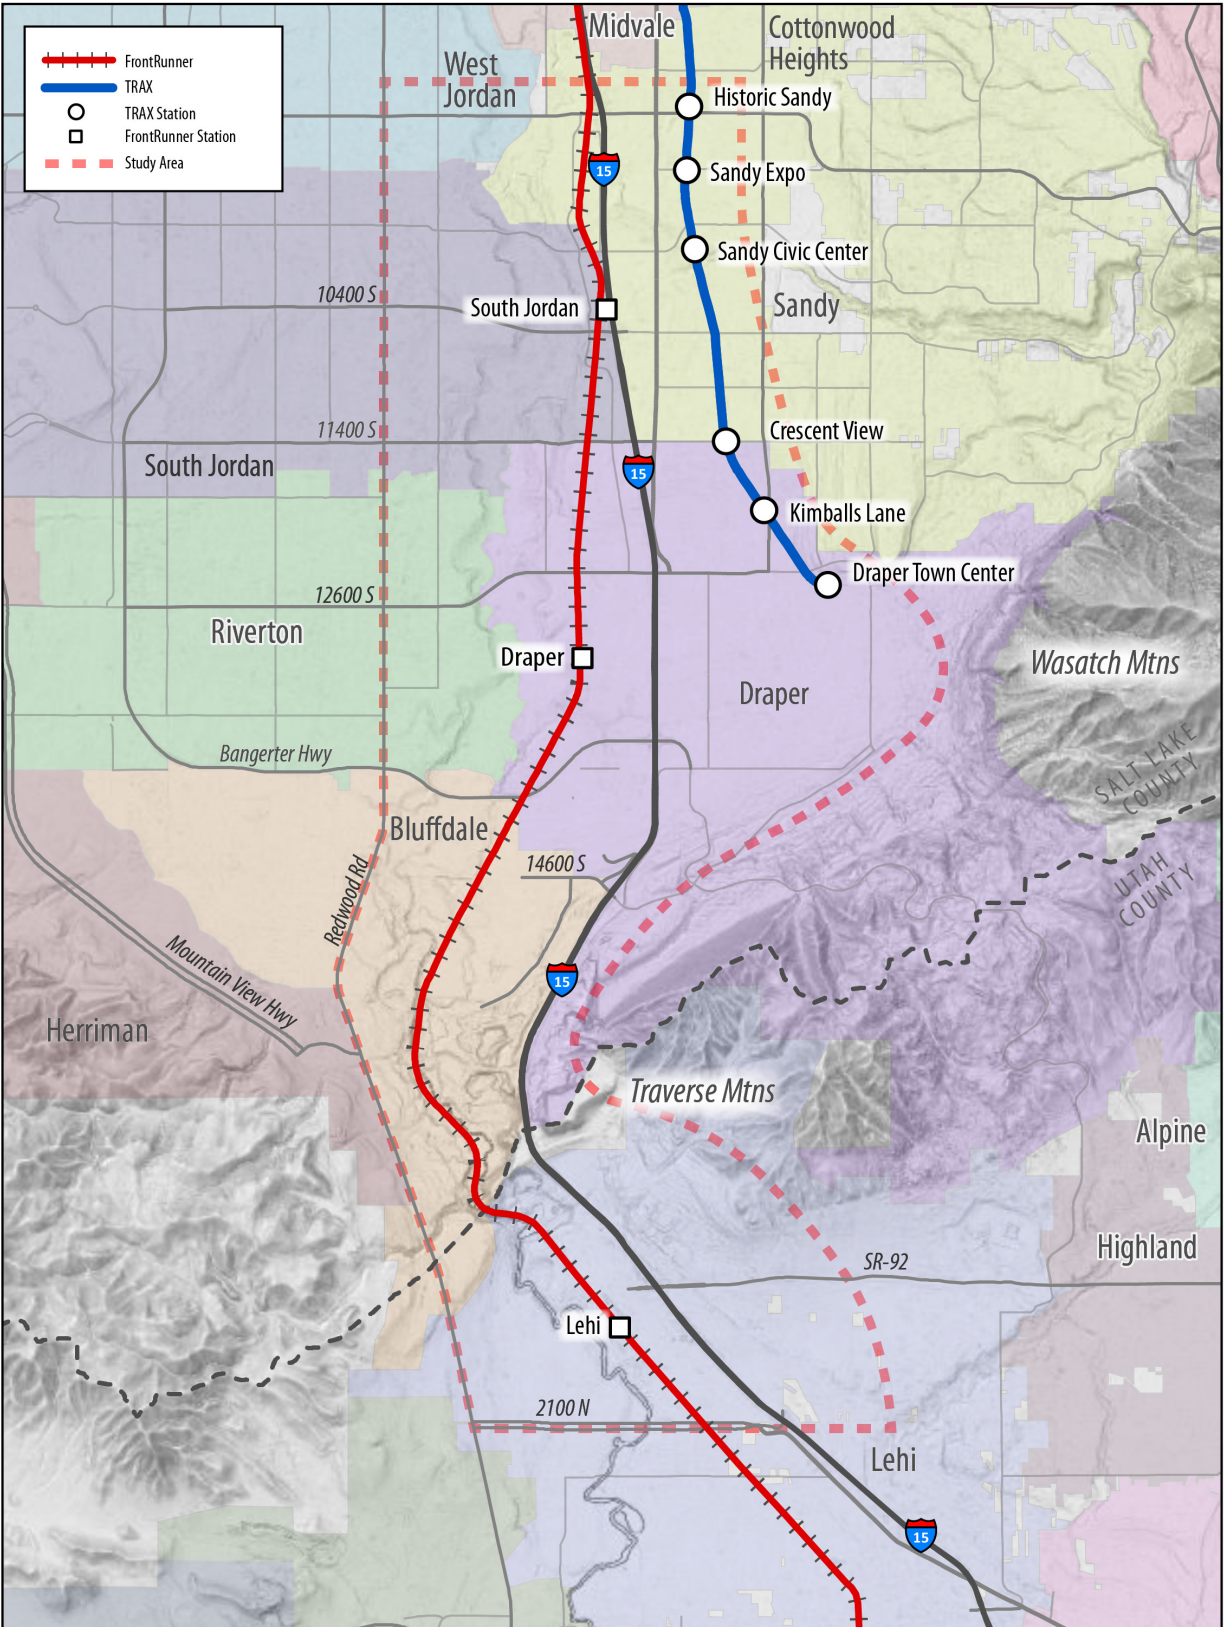 FrontRunner
TRAX
TRAX Station
FrontRunner Station
Study Area
Midvale
Cottonwood
Heights
West
Jordan
Historic Sandy
15
Sandy Expo
Sandy Civic Center
10400 S
South Jordan
Sandy
11400 S
Crescent View
South Jordan
15
Kimballs Lane
Draper Town Center
12600 S
Riverton
Draper
Wasatch Mtns
Draper
Bangerter Hwy
SALT LAKE
COUNTY
Bluffdale
14600 S
UTAH
COUNTY
Redwood Rd
Mountain View Hwy
15
Herriman
Traverse Mtns
Alpine
Highland
SR-92
Lehi
2100 N
Lehi
15